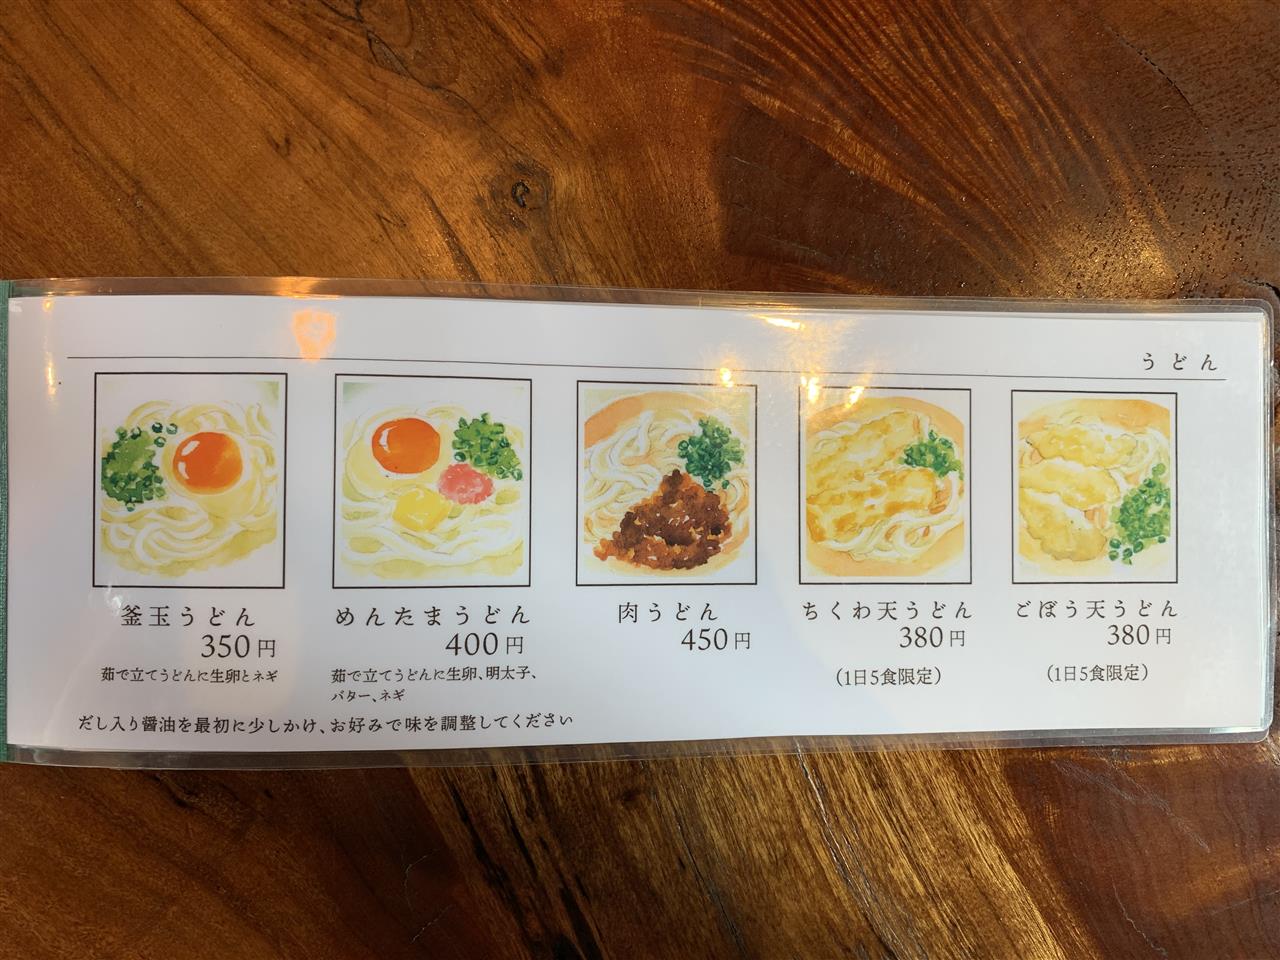 うどん
釜玉うどん
350円
茹で立てうどんに生卵とネギ
めんたまうどん
400円
茹で立てうどんに生卵、明太子、
バター、ネギ
だし入り醤油を最初に少しかけ、お好みで味を調整してください
肉うどん
450円
ちくわ天うどん
380円
（1日5食限定）
ごぼう天うどん
380円
（1日5食限定）